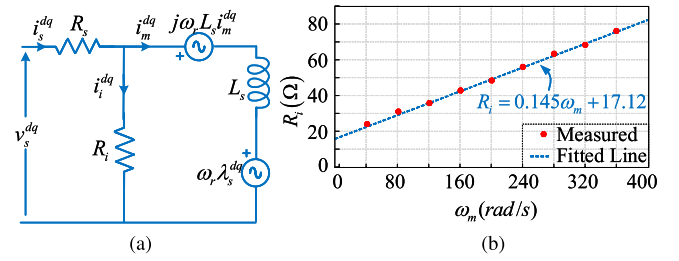 i_s^{dq} R_s i_m^{dq} jω_r L_s i_m^{dq}
+
i_i^{dq}
L_s
v_s^{dq}
R_i
ω_r λ_s^{dq}
+
(a)
80
60
40
20
0
R_i (Ω)
R_i = 0.145ω_m + 17.12
Measured
Fitted Line
0 80 160 240 320 400
ω_m (rad/s)
(b)